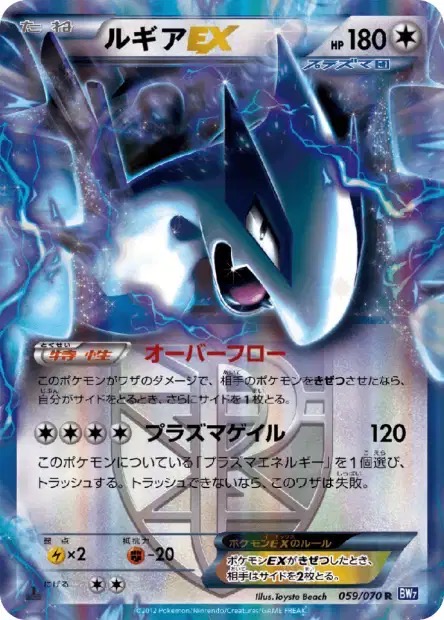 たね ルギアEX HP180
プラズマ団
とくせい
特性 オーバーフロー
このポケモンがワザのダメージで、相手のポケモンをきぜつさせたなら、
自分がサイドをとるとき、さらにサイドを1枚とる。
プラズマゲイル 120
このポケモンについている「プラズマエネルギー」を1個選び、
トラッシュする。トラッシュできないなら、このワザは失敗。
弱点 ×2 抵抗力 -20
ポケモンEXのルール
ポケモンEXがきぜつしたとき、
相手はサイドを2枚とる。
にげる
Illus.Toyste Beach 059/070 R BW7
©2012 Pokémon/Nintendo/Creatures/GAME FREAK.